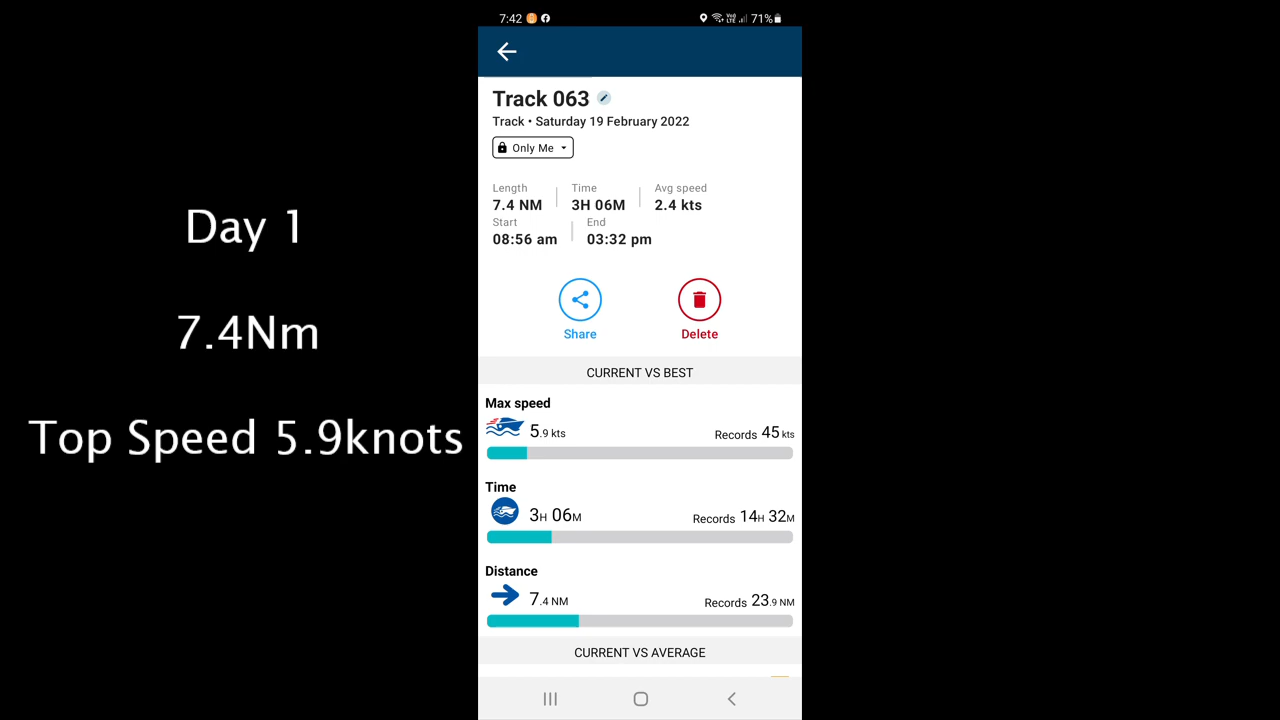 7:42 71%
Day 1
7.4Nm
Top Speed 5.9knots
Track 063
Track • Saturday 19 February 2022
Only Me
Length Time Avg speed
7.4 NM 3H 06M 2.4 kts
Start End
08:56 am 03:32 pm
Share Delete
CURRENT VS BEST
Max speed
5.9 kts Records 45 kts
Time
3H 06M Records 14H 32M
Distance
7.4 NM Records 23.9 NM
CURRENT VS AVERAGE